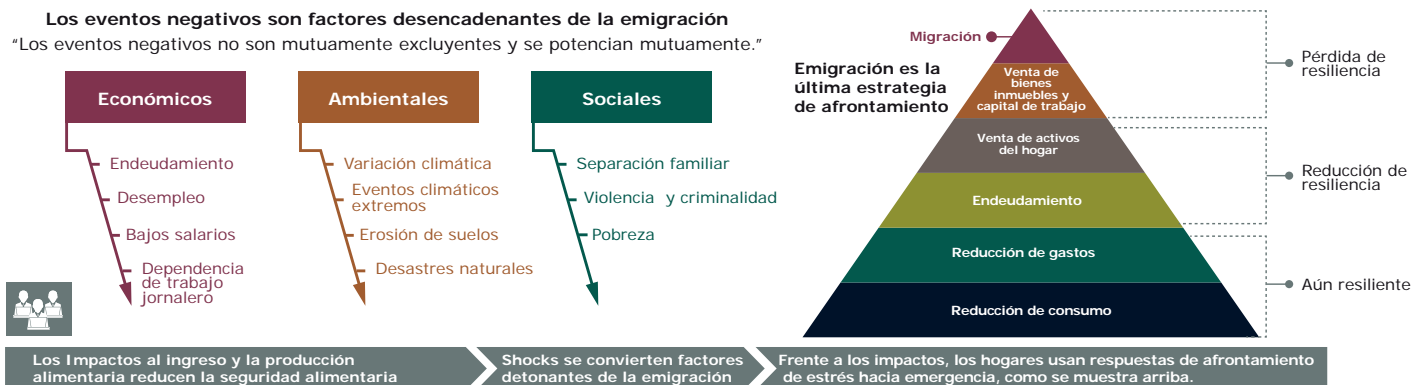 Los eventos negativos son factores desencadenantes de la emigración
“Los eventos negativos no son mutuamente excluyentes y se potencian mutuamente.”
Económicos
Endeudamiento
Desempleo
Bajos salarios
Dependencia
de trabajo
jornalero
Ambientales
Variación climática
Eventos climáticos
extremos
Erosión de suelos
Desastres naturales
Sociales
Separación familiar
Violencia y criminalidad
Pobreza
Emigración es la
última estrategia
de afrontamiento
Migración
Venta de
bienes
inmuebles y
capital de trabajo
Venta de activos
del hogar
Endeudamiento
Reducción de gastos
Reducción de consumo
Pérdida de
resiliencia
Reducción de
resiliencia
Aún resiliente
Los Impactos al ingreso y la producción
alimentaria reducen la seguridad alimentaria
Shocks se convierten factores
detonantes de la emigración
Frente a los impactos, los hogares usan respuestas de afrontamiento
de estrés hacia emergencia, como se muestra arriba.